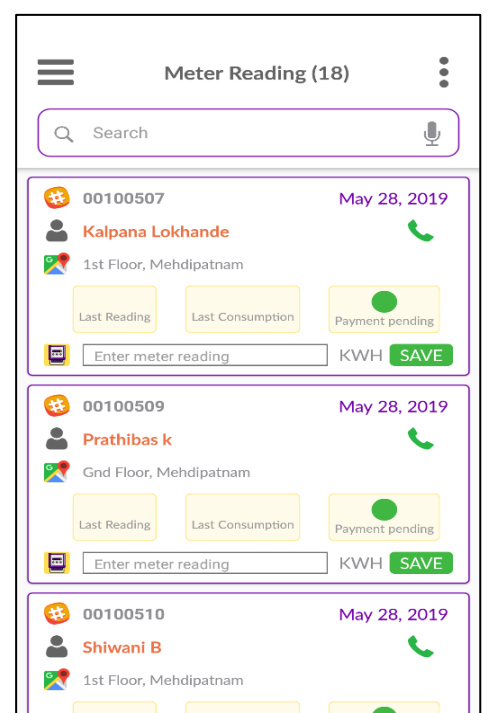 Meter Reading (18)
Search
00100507 May 28, 2019
Kalpana Lokhande
1st Floor, Mehdipatnam
Last Reading Last Consumption Payment pending
Enter meter reading KWH SAVE
00100509 May 28, 2019
Prathibas k
Gnd Floor, Mehdipatnam
Last Reading Last Consumption Payment pending
Enter meter reading KWH SAVE
00100510 May 28, 2019
Shiwani B
1st Floor, Mehdipatnam